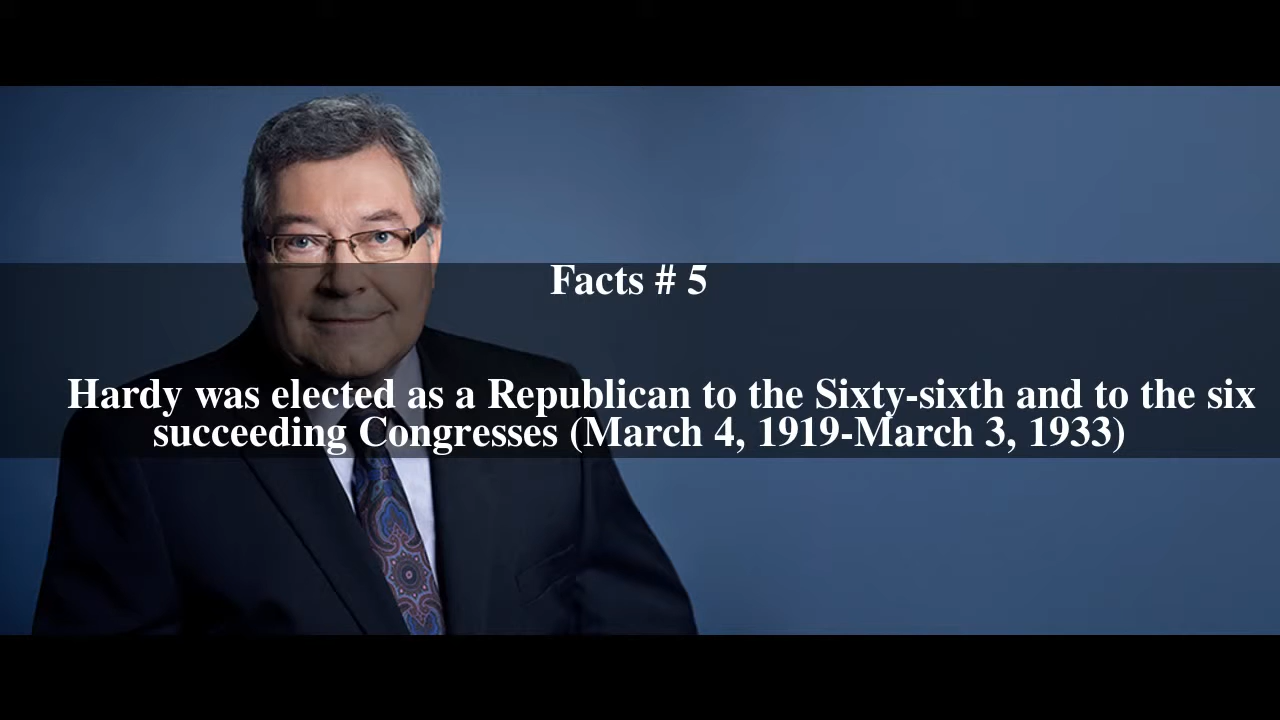 Facts # 5
Hardy was elected as a Republican to the Sixty-sixth and to the six
succeeding Congresses (March 4, 1919-March 3, 1933)